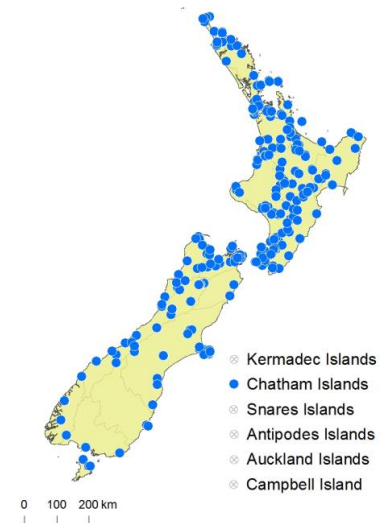 Kermadec Islands
Chatham Islands
Snares Islands
Antipodes Islands
Auckland Islands
Campbell Island
0 100 200 km